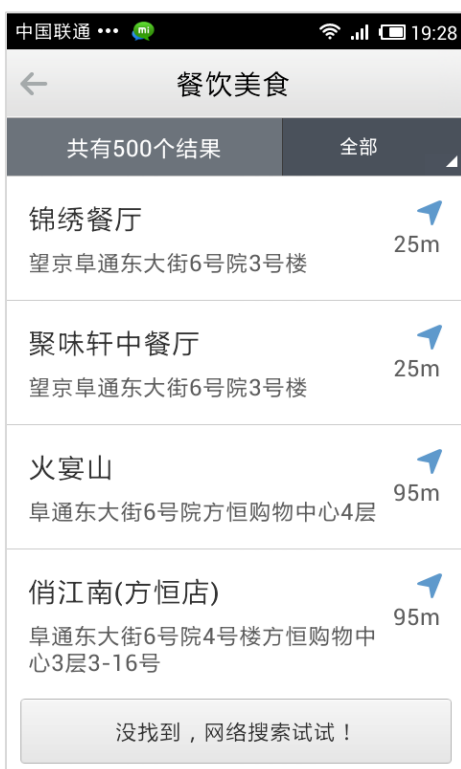 中国联通 ••• mi 19:28
餐饮美食
共有500个结果 全部
锦绣餐厅
25m
望京阜通东大街6号院3号楼
聚味轩中餐厅
25m
望京阜通东大街6号院3号楼
火宴山
95m
阜通东大街6号院方恒购物中心4层
俏江南(方恒店)
95m
阜通东大街6号院4号楼方恒购物中
心3层3-16号
没找到，网络搜索试试！